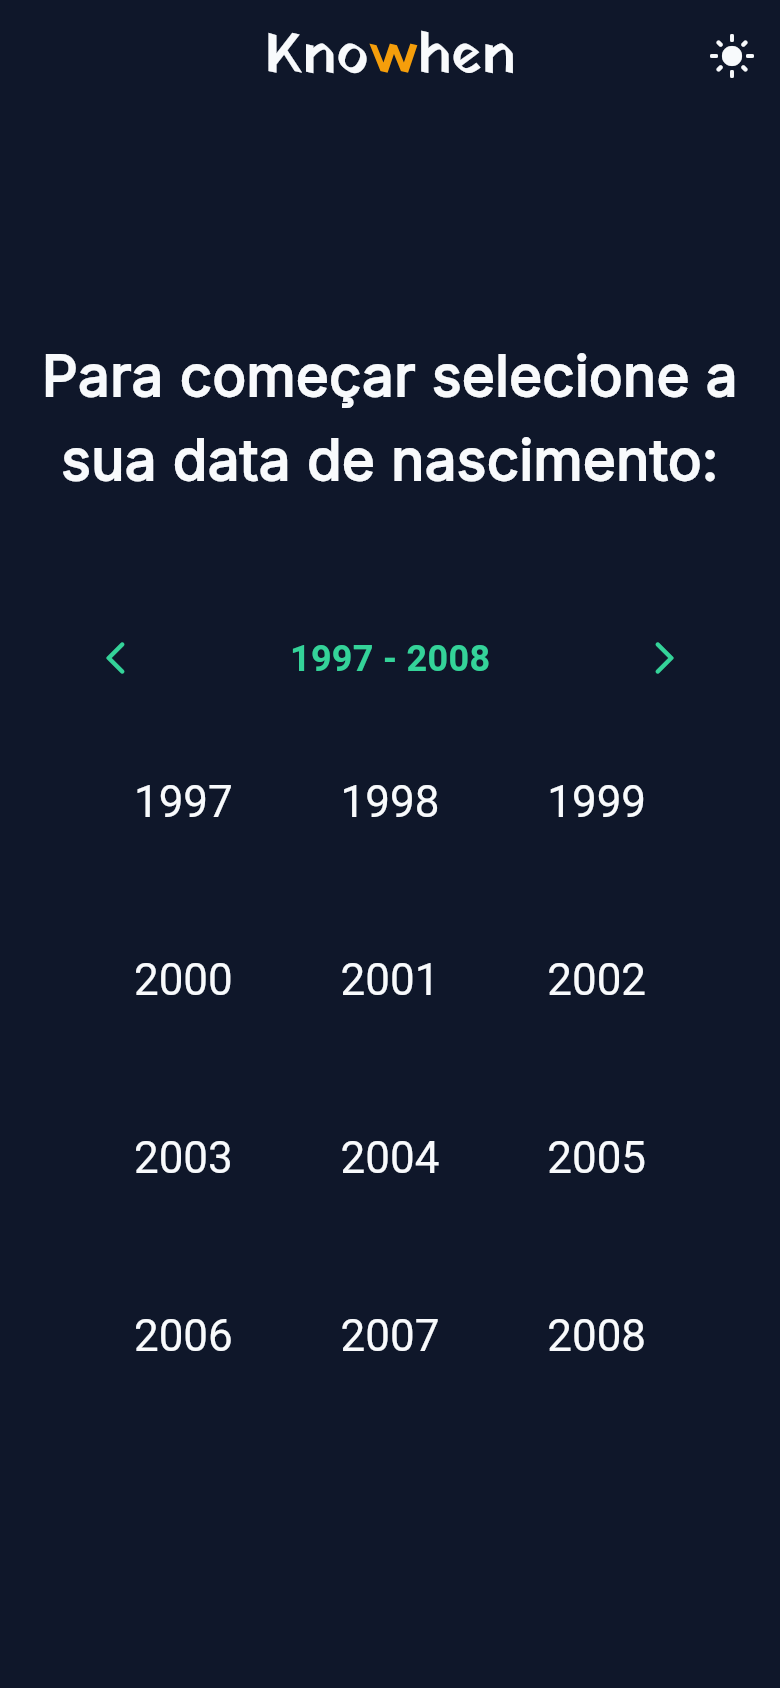 Knowhen
Para começar selecione a
sua data de nascimento:
1997 - 2008
1997 1998 1999
2000 2001 2002
2003 2004 2005
2006 2007 2008